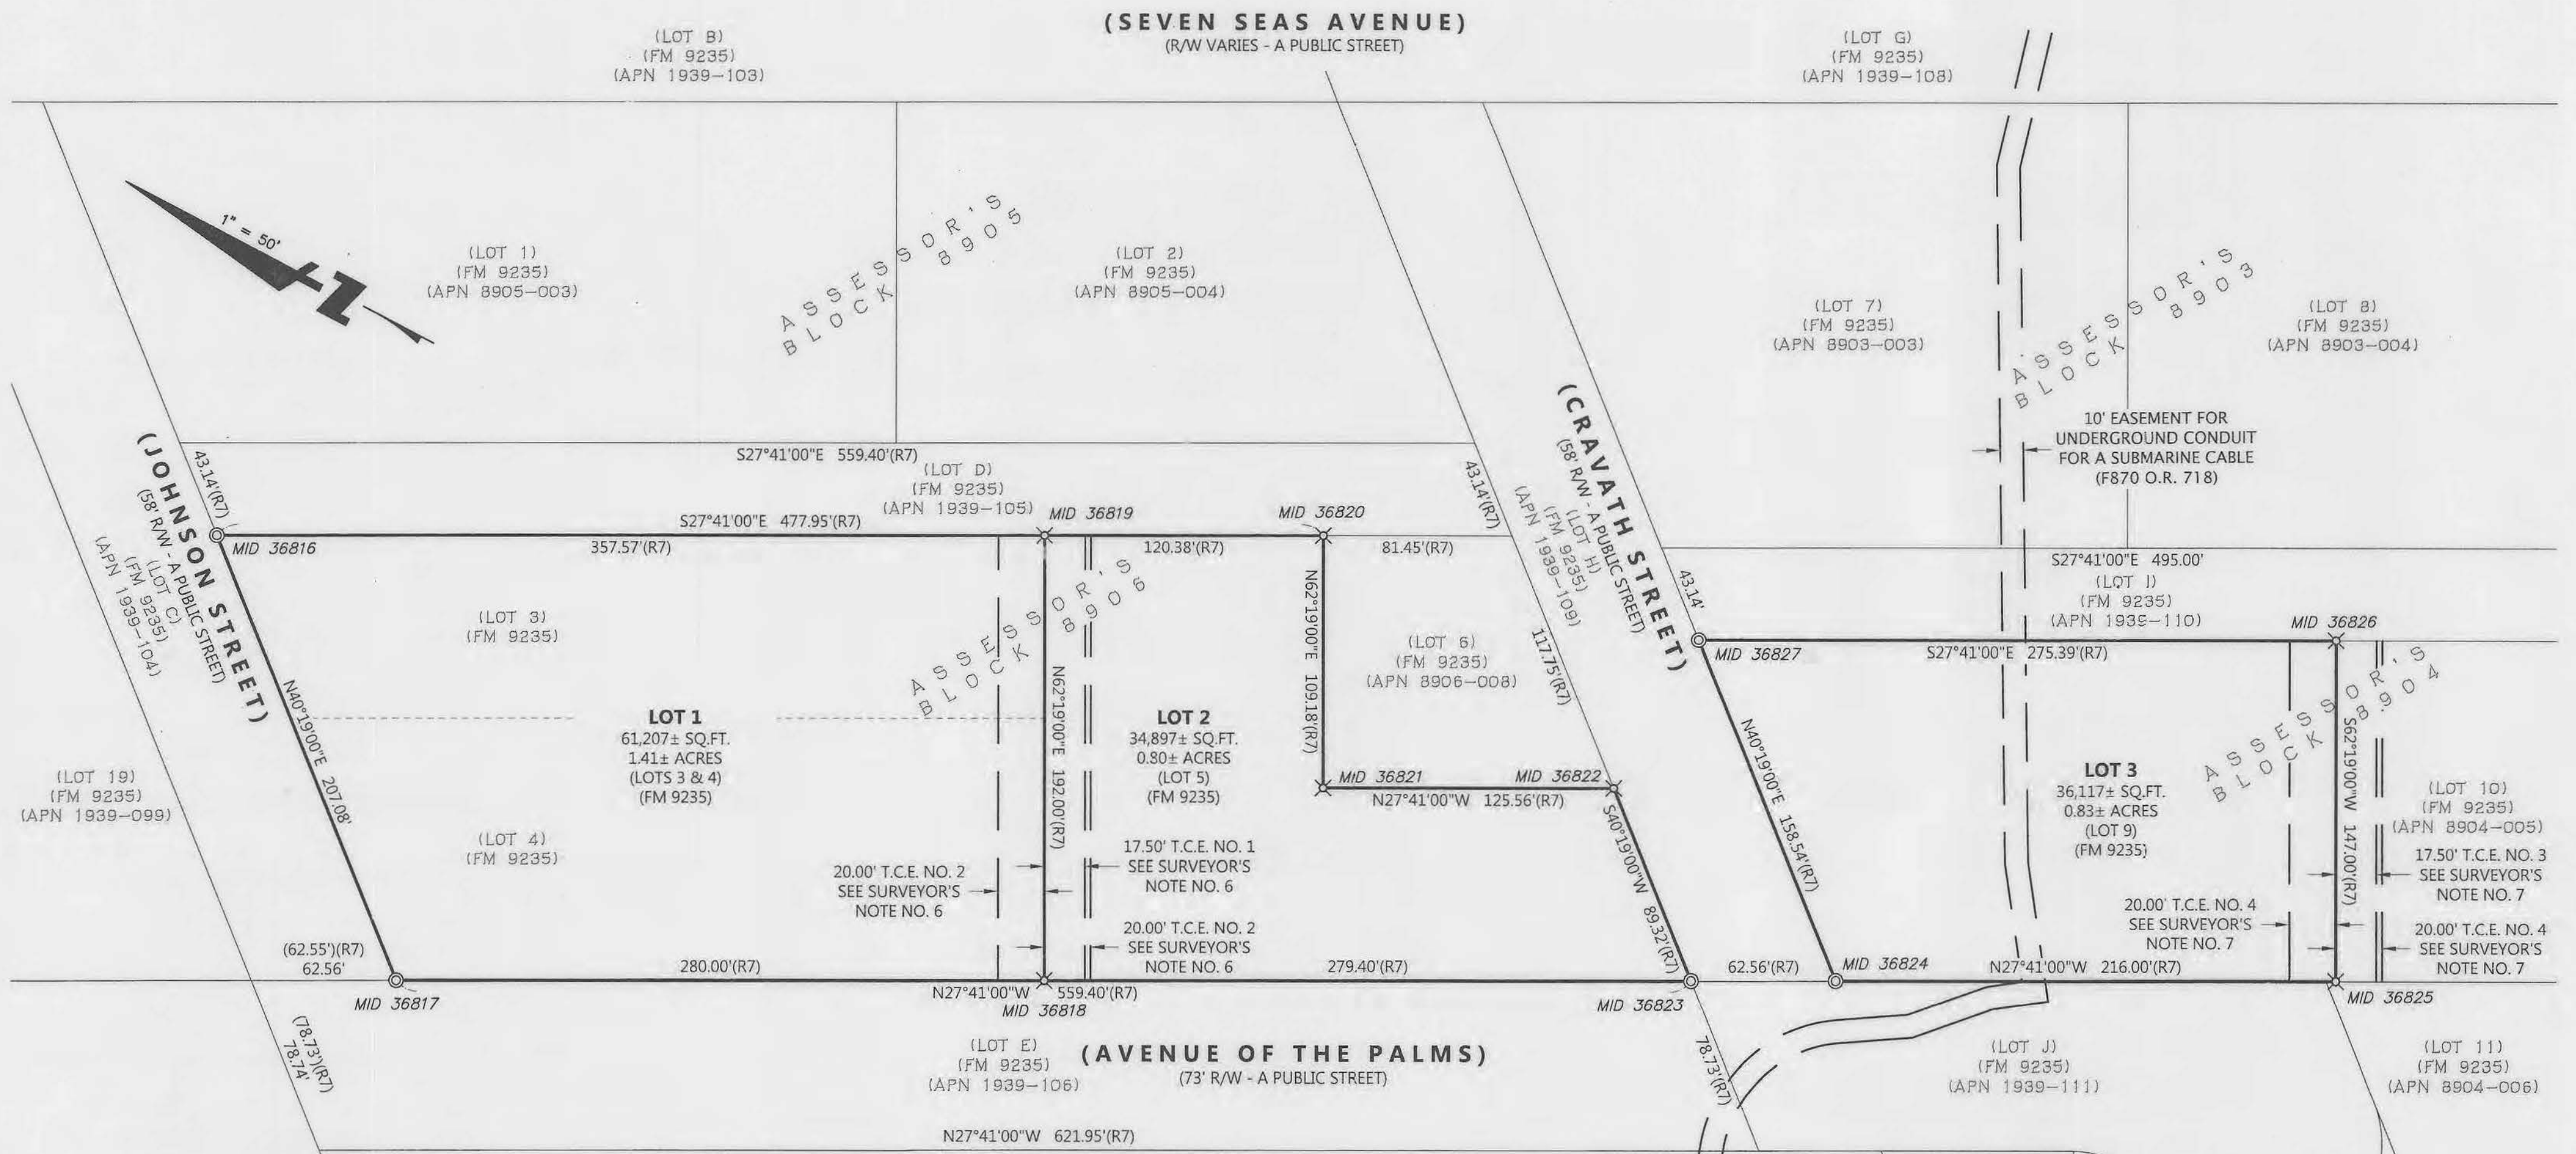 (SEVEN SEAS AVENUE)
(R/W VARIES - A PUBLIC STREET)
(LOT B)
(FM 9235)
(APN 1939-103)
(LOT G)
(FM 9235)
(APN 1939-108)
1" = 50'
N
(LOT 1)
(FM 9235)
(APN 8905-003)
ASSESSOR'S
BLOCK 8905
(LOT 2)
(FM 9235)
(APN 8905-004)
(LOT 7)
(FM 9235)
(APN 8903-003)
ASSESSOR'S
BLOCK 8903
(LOT 8)
(FM 9235)
(APN 8903-004)
10' EASEMENT FOR
UNDERGROUND CONDUIT
FOR A SUBMARINE CABLE
(F870 O.R. 718)
(JOHNSON STREET)
(58' R/W - A PUBLIC STREET)
(LOT C)
(FM 9235)
(APN 1939-104)
43.14'(R7)
S27°41'00"E 559.40'(R7)
(LOT D)
(FM 9235)
(APN 1939-105)
43.14'(R7)
(CRAVATH STREET)
(58' R/W - A PUBLIC STREET)
(LOT H)
(FM 9235)
(APN 1939-109)
43.14'
S27°41'00"E 495.00'
(LOT I)
(FM 9235)
(APN 1939-110)
MID 36816
S27°41'00"E 477.95'(R7)
357.57'(R7)
MID 36819
120.38'(R7)
MID 36820
81.45'(R7)
117.75'(R7)
MID 36827
S27°41'00"E 275.39'(R7)
MID 36826
(LOT 3)
(FM 9235)
ASSESSOR'S
BLOCK 8906
N62°19'00"E 109.18'(R7)
(LOT 6)
(FM 9235)
(APN 8906-008)
N40°19'00"E 207.08'
LOT 1
61,207± SQ.FT.
1.41± ACRES
(LOTS 3 & 4)
(FM 9235)
N62°19'00"E 192.00'(R7)
LOT 2
34,897± SQ.FT.
0.80± ACRES
(LOT 5)
(FM 9235)
MID 36821
MID 36822
N27°41'00"W 125.56'(R7)
S40°19'00"W 89.32'(R7)
N40°19'00"E 158.54'(R7)
LOT 3
36,117± SQ.FT.
0.83± ACRES
(LOT 9)
(FM 9235)
ASSESSOR'S
BLOCK 8904
S62°19'00"W 147.00'(R7)
(LOT 10)
(FM 9235)
(APN 8904-005)
(LOT 19)
(FM 9235)
(APN 1939-099)
(LOT 4)
(FM 9235)
20.00' T.C.E. NO. 2
SEE SURVEYOR'S
NOTE NO. 6
17.50' T.C.E. NO. 1
SEE SURVEYOR'S
NOTE NO. 6
20.00' T.C.E. NO. 2
SEE SURVEYOR'S
NOTE NO. 6
20.00' T.C.E. NO. 4
SEE SURVEYOR'S
NOTE NO. 7
17.50' T.C.E. NO. 3
SEE SURVEYOR'S
NOTE NO. 7
20.00' T.C.E. NO. 4
SEE SURVEYOR'S
NOTE NO. 7
(62.55')(R7)
62.56'
MID 36817
280.00'(R7)
N27°41'00"W 559.40'(R7)
MID 36818
279.40'(R7)
MID 36823
62.56'(R7)
MID 36824
N27°41'00"W 216.00'(R7)
MID 36825
(78.73')(R7)
78.74'
(LOT E)
(FM 9235)
(APN 1939-106)
(AVENUE OF THE PALMS)
(73' R/W - A PUBLIC STREET)
78.73'(R7)
(LOT J)
(FM 9235)
(APN 1939-111)
(LOT 11)
(FM 9235)
(APN 8904-006)
N27°41'00"W 621.95'(R7)